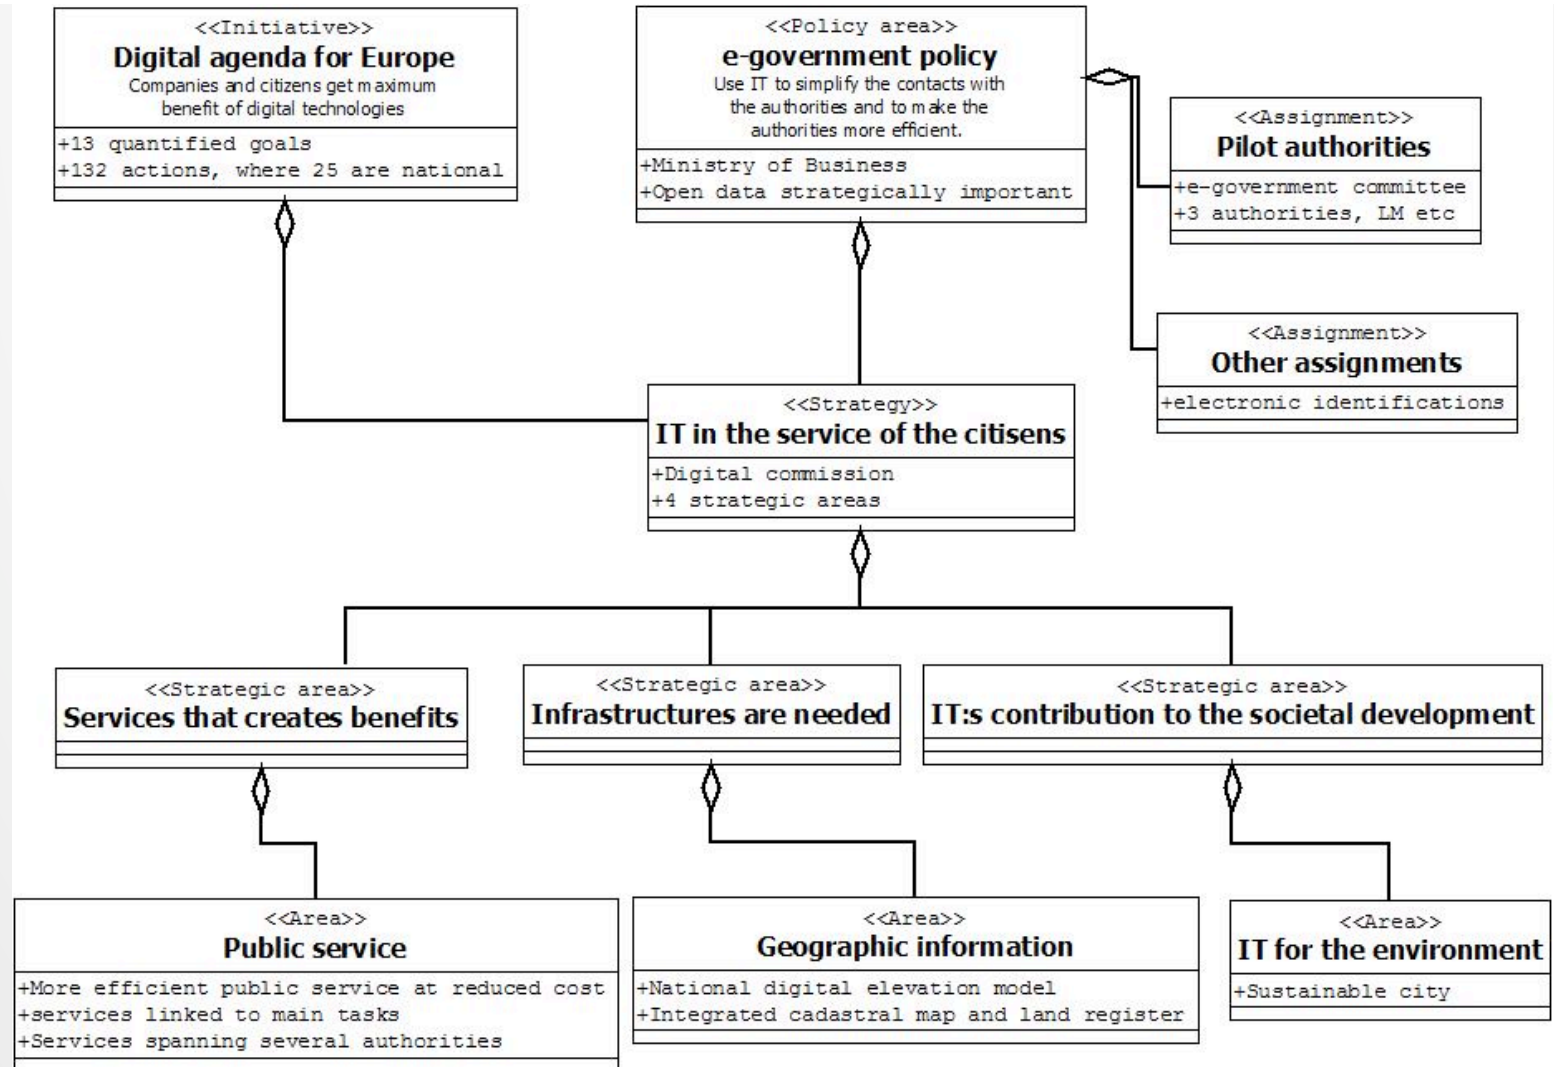 <<Initiative>>
Digital agenda for Europe
Companies and citizens get maximum
benefit of digital technologies
+13 quantified goals
+132 actions, where 25 are national
<<Policy area>>
e-government policy
Use IT to simplify the contacts with
the authorities and to make the
authorities more efficient.
+Ministry of Business
+Open data strategically important
<<Assignment>>
Pilot authorities
+e-government committee
+3 authorities, LM etc
<<Assignment>>
Other assignments
+electronic identifications
<<Strategy>>
IT in the service of the citisens
+Digital commission
+4 strategic areas
<<Strategic area>>
Services that creates benefits
<<Strategic area>>
Infrastructures are needed
<<Strategic area>>
IT:s contribution to the societal development
<<Area>>
Public service
+More efficient public service at reduced cost
+services linked to main tasks
+Services spanning several authorities
<<Area>>
Geographic information
+National digital elevation model
+Integrated cadastral map and land register
<<Area>>
IT for the environment
+Sustainable city